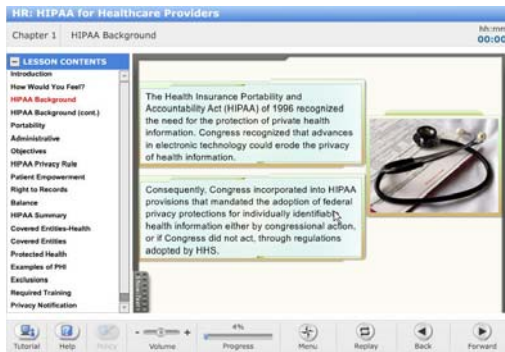 HR: HIPAA for Healthcare Providers
Chapter 1 HIPAA Background
hh:mm
00:00
LESSON CONTENTS
Introduction
How Would You Feel?
HIPAA Background
HIPAA Background (cont.)
Portability
Administrative
Objectives
HIPAA Privacy Rule
Patient Empowerment
Right to Records
Balance
HIPAA Summary
Covered Entities-Health
Covered Entities
Protected Health
Examples of PHI
Exclusions
Required Training
Privacy Notification
The Health Insurance Portability and
Accountability Act (HIPAA) of 1996 recognized
the need for the protection of private health
information. Congress recognized that advances
in electronic technology could erode the privacy
of health information.
Consequently, Congress incorporated into HIPAA
provisions that mandated the adoption of federal
privacy protections for individually identifiable
health information either by congressional action,
or if Congress did not act, through regulations
adopted by HHS.
- +
4%
Tutorial Help Volume Progress Menu Replay Back Forward